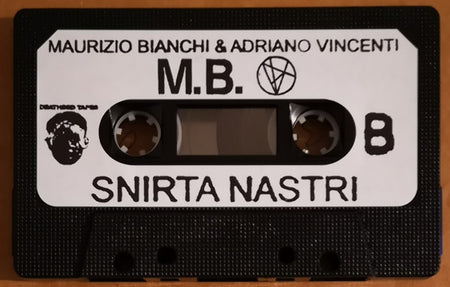 MAURIZIO BIANCHI & ADRIANO VINCENTI
M.B.
DEATHBED TAPES
B
SNIRTA NASTRI